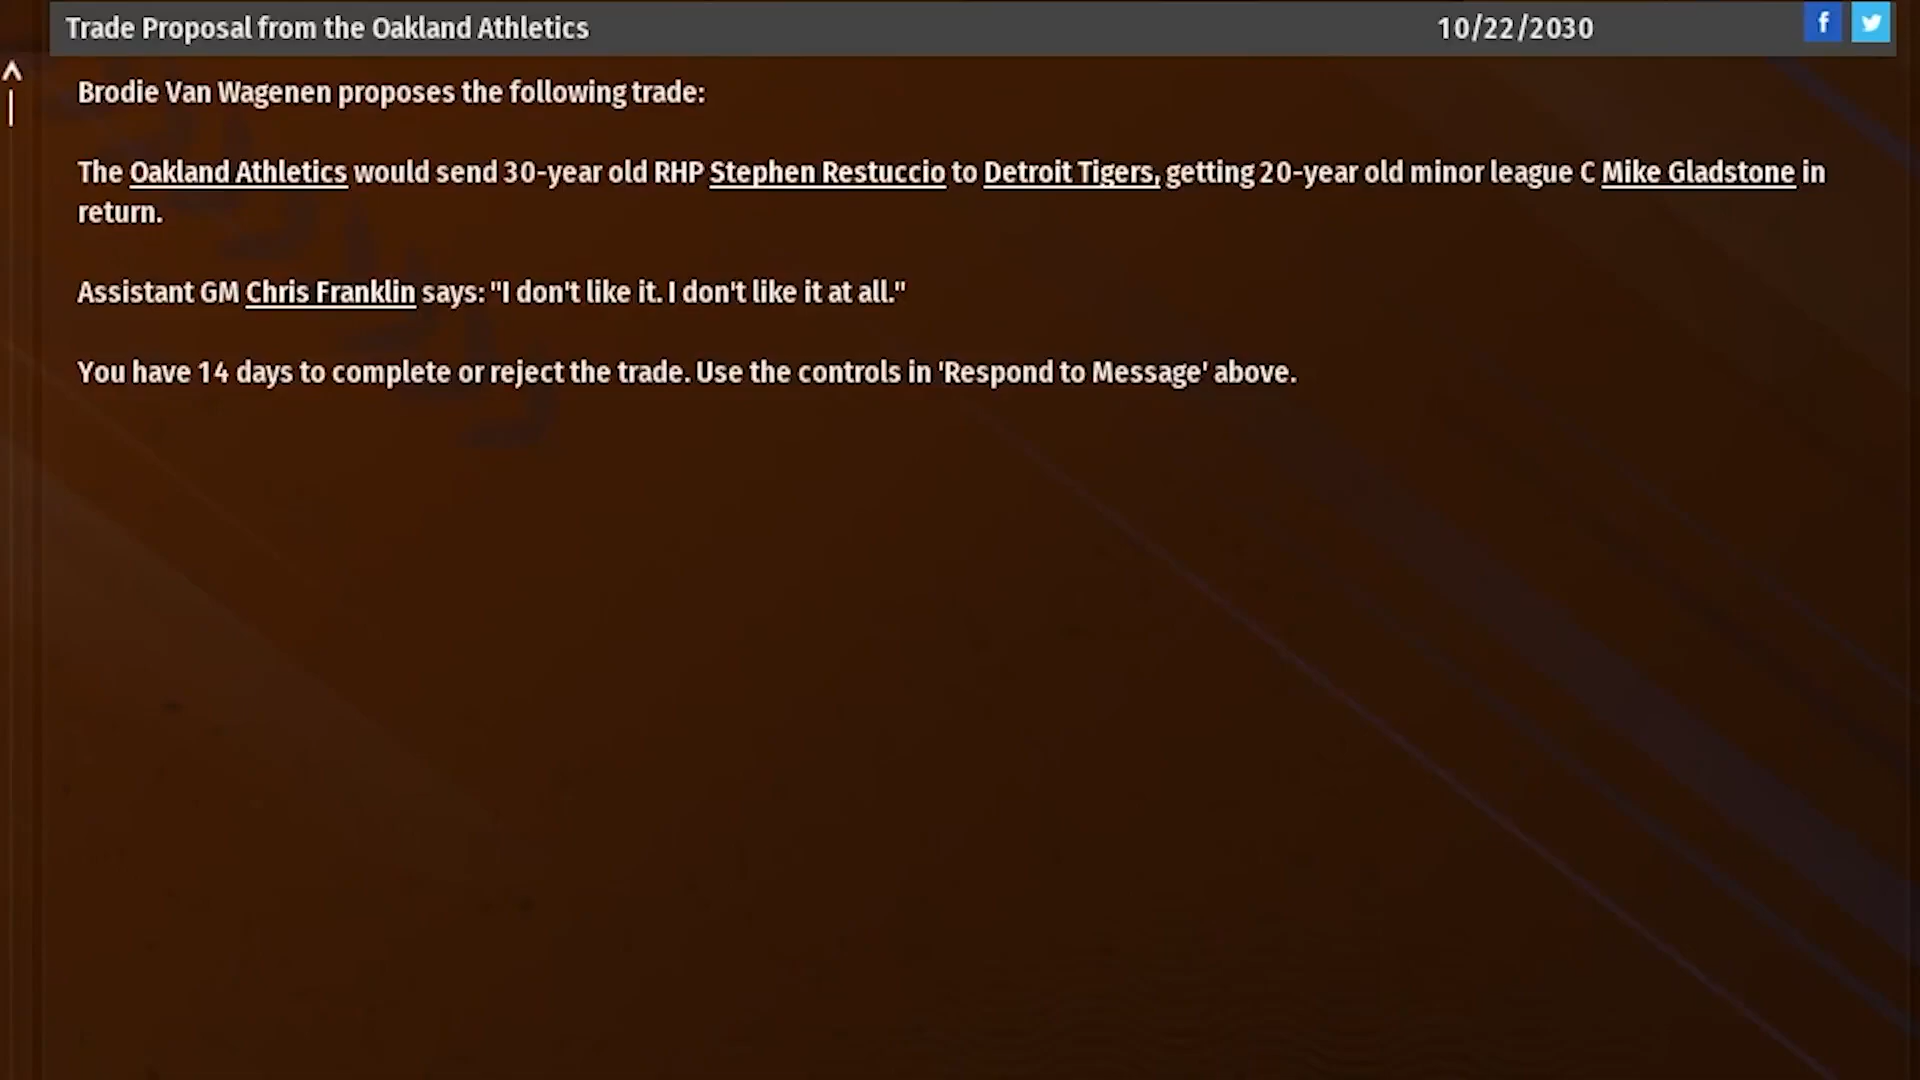 Trade Proposal from the Oakland Athletics 10/22/2030
Brodie Van Wagenen proposes the following trade:
The Oakland Athletics would send 30-year old RHP Stephen Restuccio to Detroit Tigers, getting 20-year old minor league C Mike Gladstone in
return.
Assistant GM Chris Franklin says: "I don't like it. I don't like it at all."
You have 14 days to complete or reject the trade. Use the controls in 'Respond to Message' above.